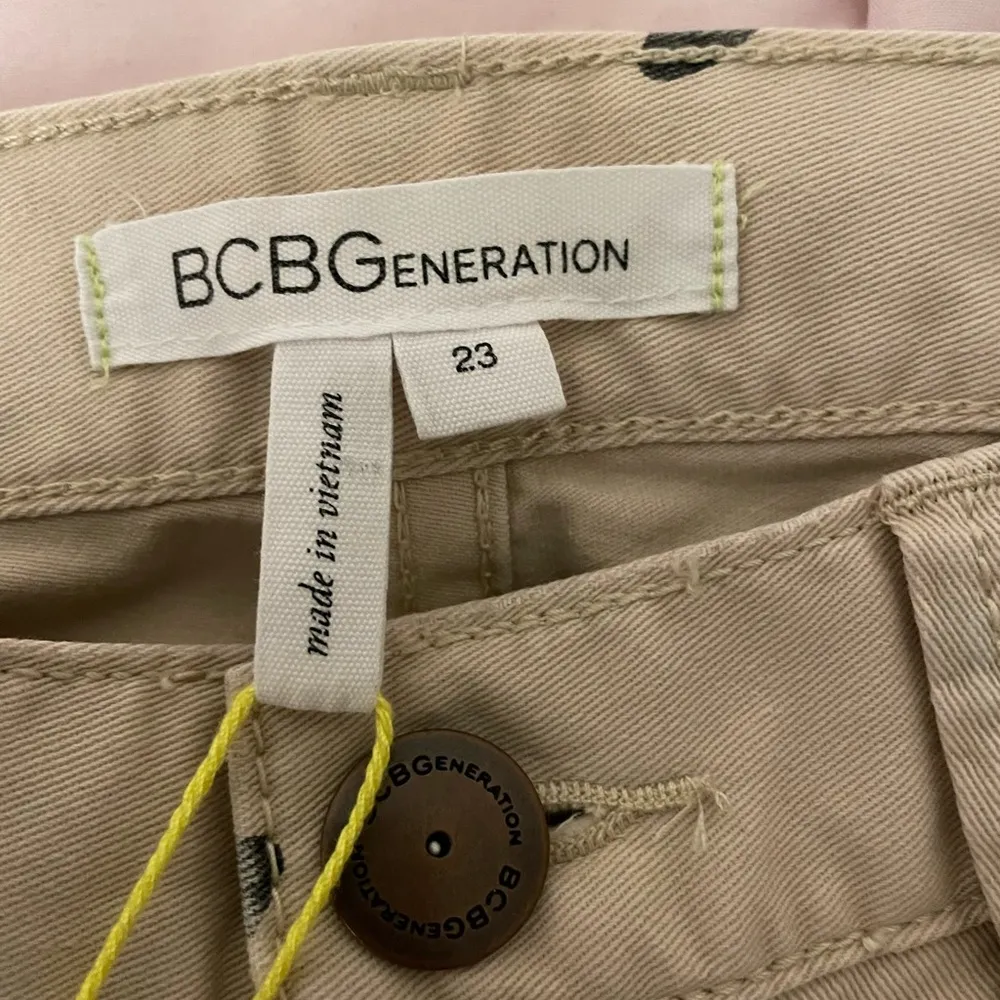 BCBGENERATION
23
made in vietnam
BCBGENERATION BCBGENERATION